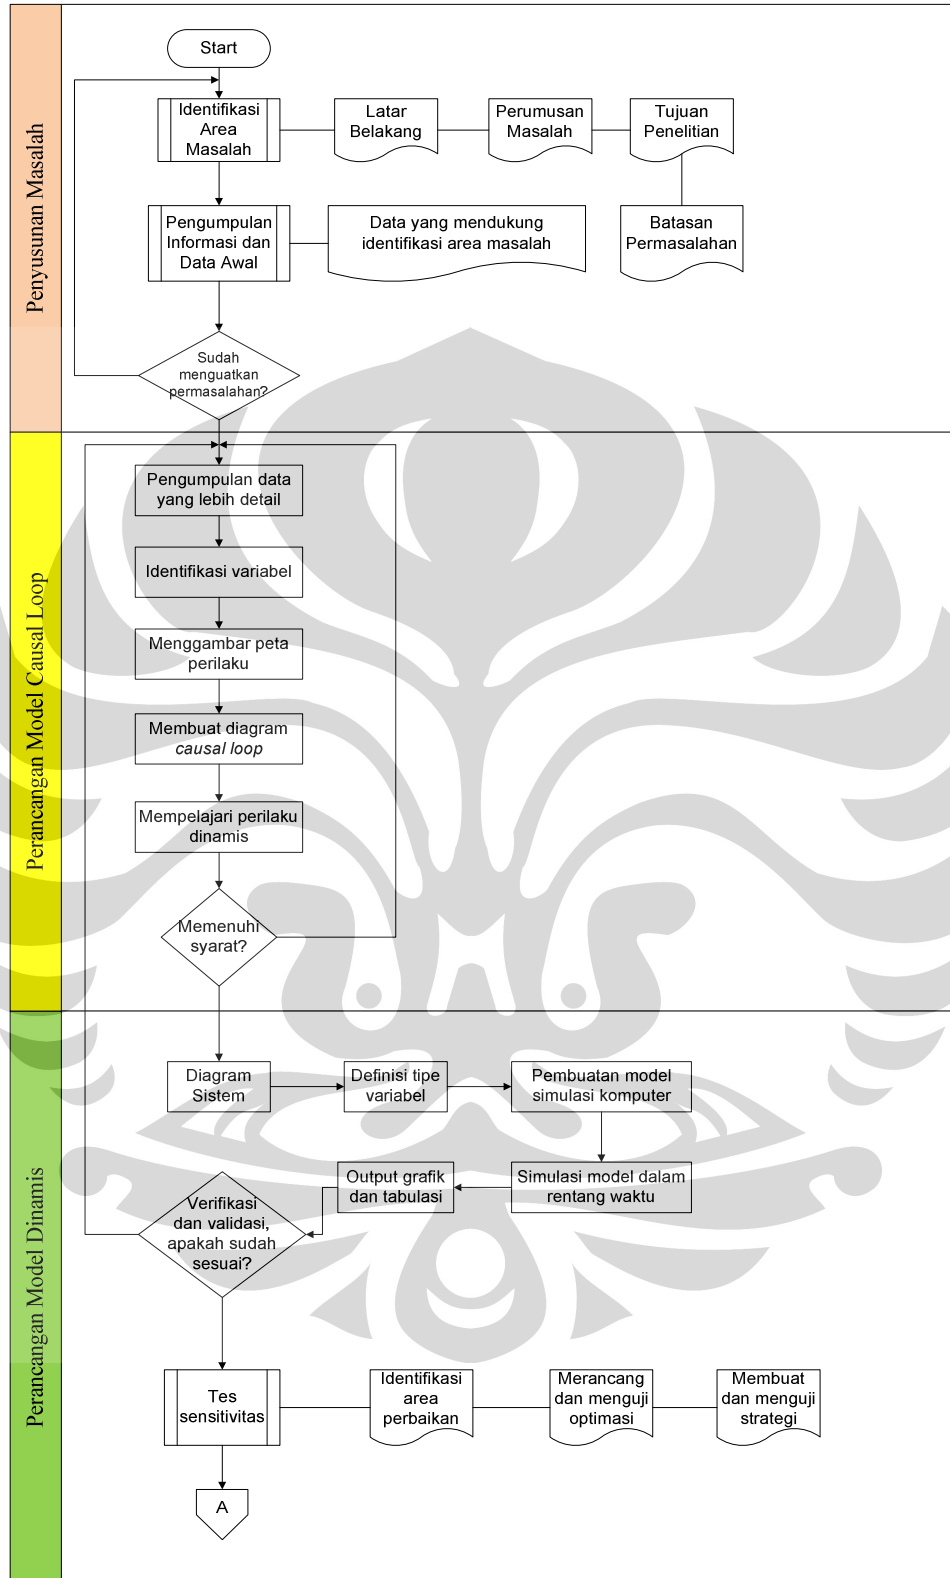 Penyusunan Masalah
Start
Identifikasi
Area
Masalah
Latar
Belakang
Perumusan
Masalah
Tujuan
Penelitian
Pengumpulan
Informasi dan
Data Awal
Data yang mendukung
identifikasi area masalah
Batasan
Permasalahan
Sudah
menguatkan
permasalahan?
Perancangan Model Causal Loop
Pengumpulan data
yang lebih detail
Identifikasi variabel
Menggambar peta
perilaku
Membuat diagram
causal loop
Mempelajari perilaku
dinamis
Memenuhi
syarat?
Perancangan Model Dinamis
Diagram
Sistem
Definisi tipe
variabel
Pembuatan model
simulasi komputer
Simulasi model dalam
rentang waktu
Output grafik
dan tabulasi
Verifikasi
dan validasi,
apakah sudah
sesuai?
Tes
sensitivitas
Identifikasi
area
perbaikan
Merancang
dan menguji
optimasi
Membuat
dan menguji
strategi
A